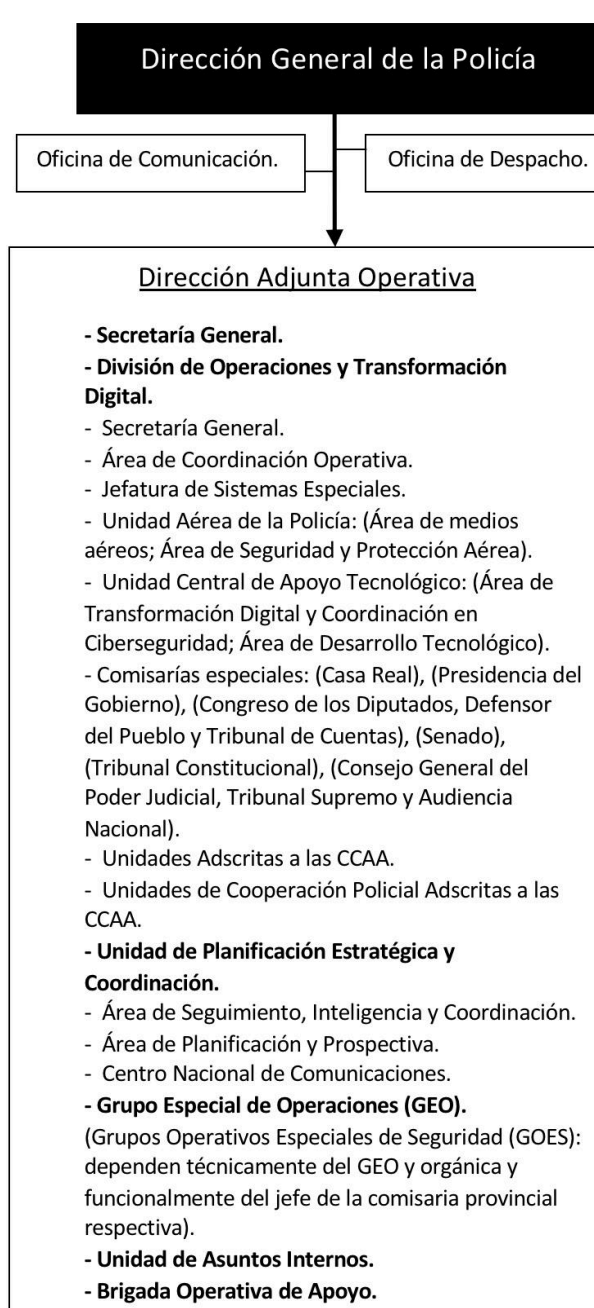 Dirección General de la Policía
Oficina de Comunicación.
Oficina de Despacho.
Dirección Adjunta Operativa
- Secretaría General.
- División de Operaciones y Transformación
Digital.
- Secretaría General.
- Área de Coordinación Operativa.
- Jefatura de Sistemas Especiales.
- Unidad Aérea de la Policía: (Área de medios
aéreos; Área de Seguridad y Protección Aérea).
- Unidad Central de Apoyo Tecnológico: (Área de
Transformación Digital y Coordinación en
Ciberseguridad; Área de Desarrollo Tecnológico).
- Comisarías especiales: (Casa Real), (Presidencia del
Gobierno), (Congreso de los Diputados, Defensor
del Pueblo y Tribunal de Cuentas), (Senado),
(Tribunal Constitucional), (Consejo General del
Poder Judicial, Tribunal Supremo y Audiencia
Nacional).
- Unidades Adscritas a las CCAA.
- Unidades de Cooperación Policial Adscritas a las
CCAA.
- Unidad de Planificación Estratégica y
Coordinación.
- Área de Seguimiento, Inteligencia y Coordinación.
- Área de Planificación y Prospectiva.
- Centro Nacional de Comunicaciones.
- Grupo Especial de Operaciones (GEO).
(Grupos Operativos Especiales de Seguridad (GOES):
dependen técnicamente del GEO y orgánica y
funcionalmente del jefe de la comisaria provincial
respectiva).
- Unidad de Asuntos Internos.
- Brigada Operativa de Apoyo.